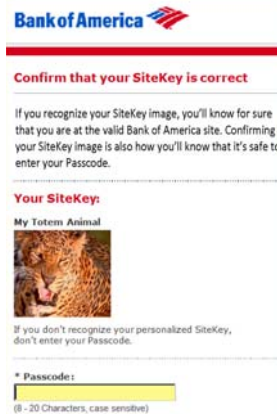 Bank of America
Confirm that your SiteKey is correct
If you recognize your SiteKey image, you'll know for sure
that you are at the valid Bank of America site. Confirming
your SiteKey image is also how you'll know that it's safe to
enter your Passcode.
Your SiteKey:
My Totem Animal
If you don't recognize your personalized SiteKey,
don't enter your Passcode.
* Passcode:
(8 - 20 Characters, case sensitive)